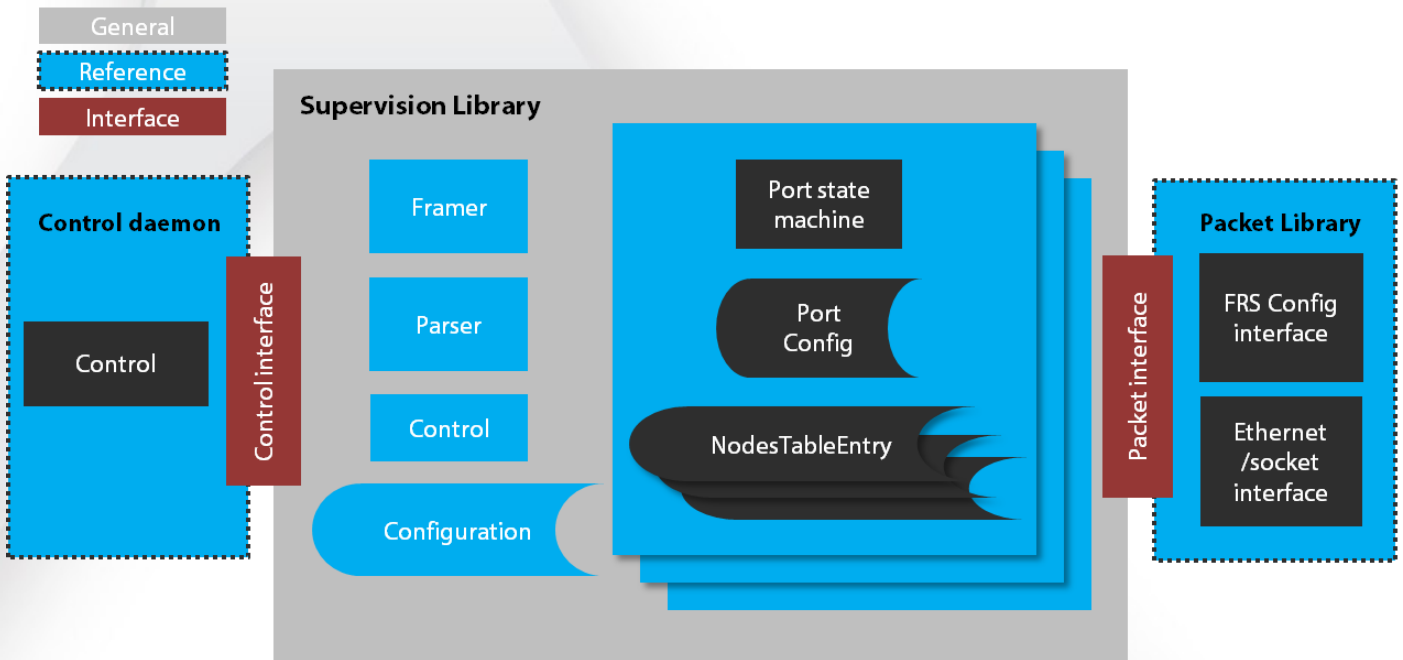 General
Reference
Interface
Supervision Library
Control daemon
Control
Control interface
Framer
Parser
Control
Configuration
Port state
machine
Port
Config
NodesTableEntry
Packet interface
Packet Library
FRS Config
interface
Ethernet
/socket
interface